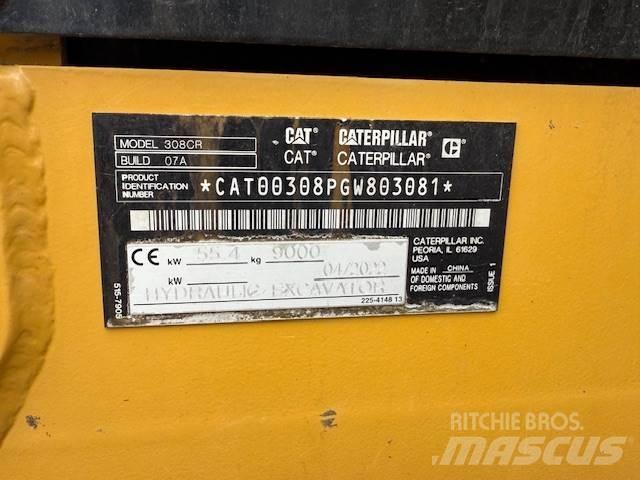 MODEL 308CR
BUILD 07A
CAT® CATERPILLAR® C
CAT® CATERPILLAR®
PRODUCT
IDENTIFICATION
NUMBER
*CAT00308PGW803081*
CE kW 55.4 kg 9000
kW 04/2022
HYDRAULIC EXCAVATOR
225-4148 13
CATERPILLAR INC.
PEORIA, IL 61629
USA
MADE IN CHINA
OF DOMESTIC AND
FOREIGN COMPONENTS
ISSUE 1
515-7905
RITCHIE BROS.
MASCUS